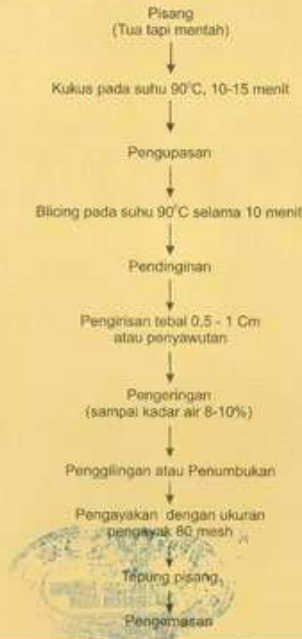 Pisang
(Tua tapi mentah)
Kukus pada suhu 90°C, 10-15 menit
Pengupasan
Blicing pada suhu 90°C selama 10 menit
Pendinginan
Pengirisan tebal 0,5 - 1 Cm
atau penyawutan
Pengeringan
(sampai kadar air 8-10%)
Penggilingan atau Penumbukan
Pengayakan dengan ukuran
pengayak 80 mesh
Tepung pisang
Pengemasan